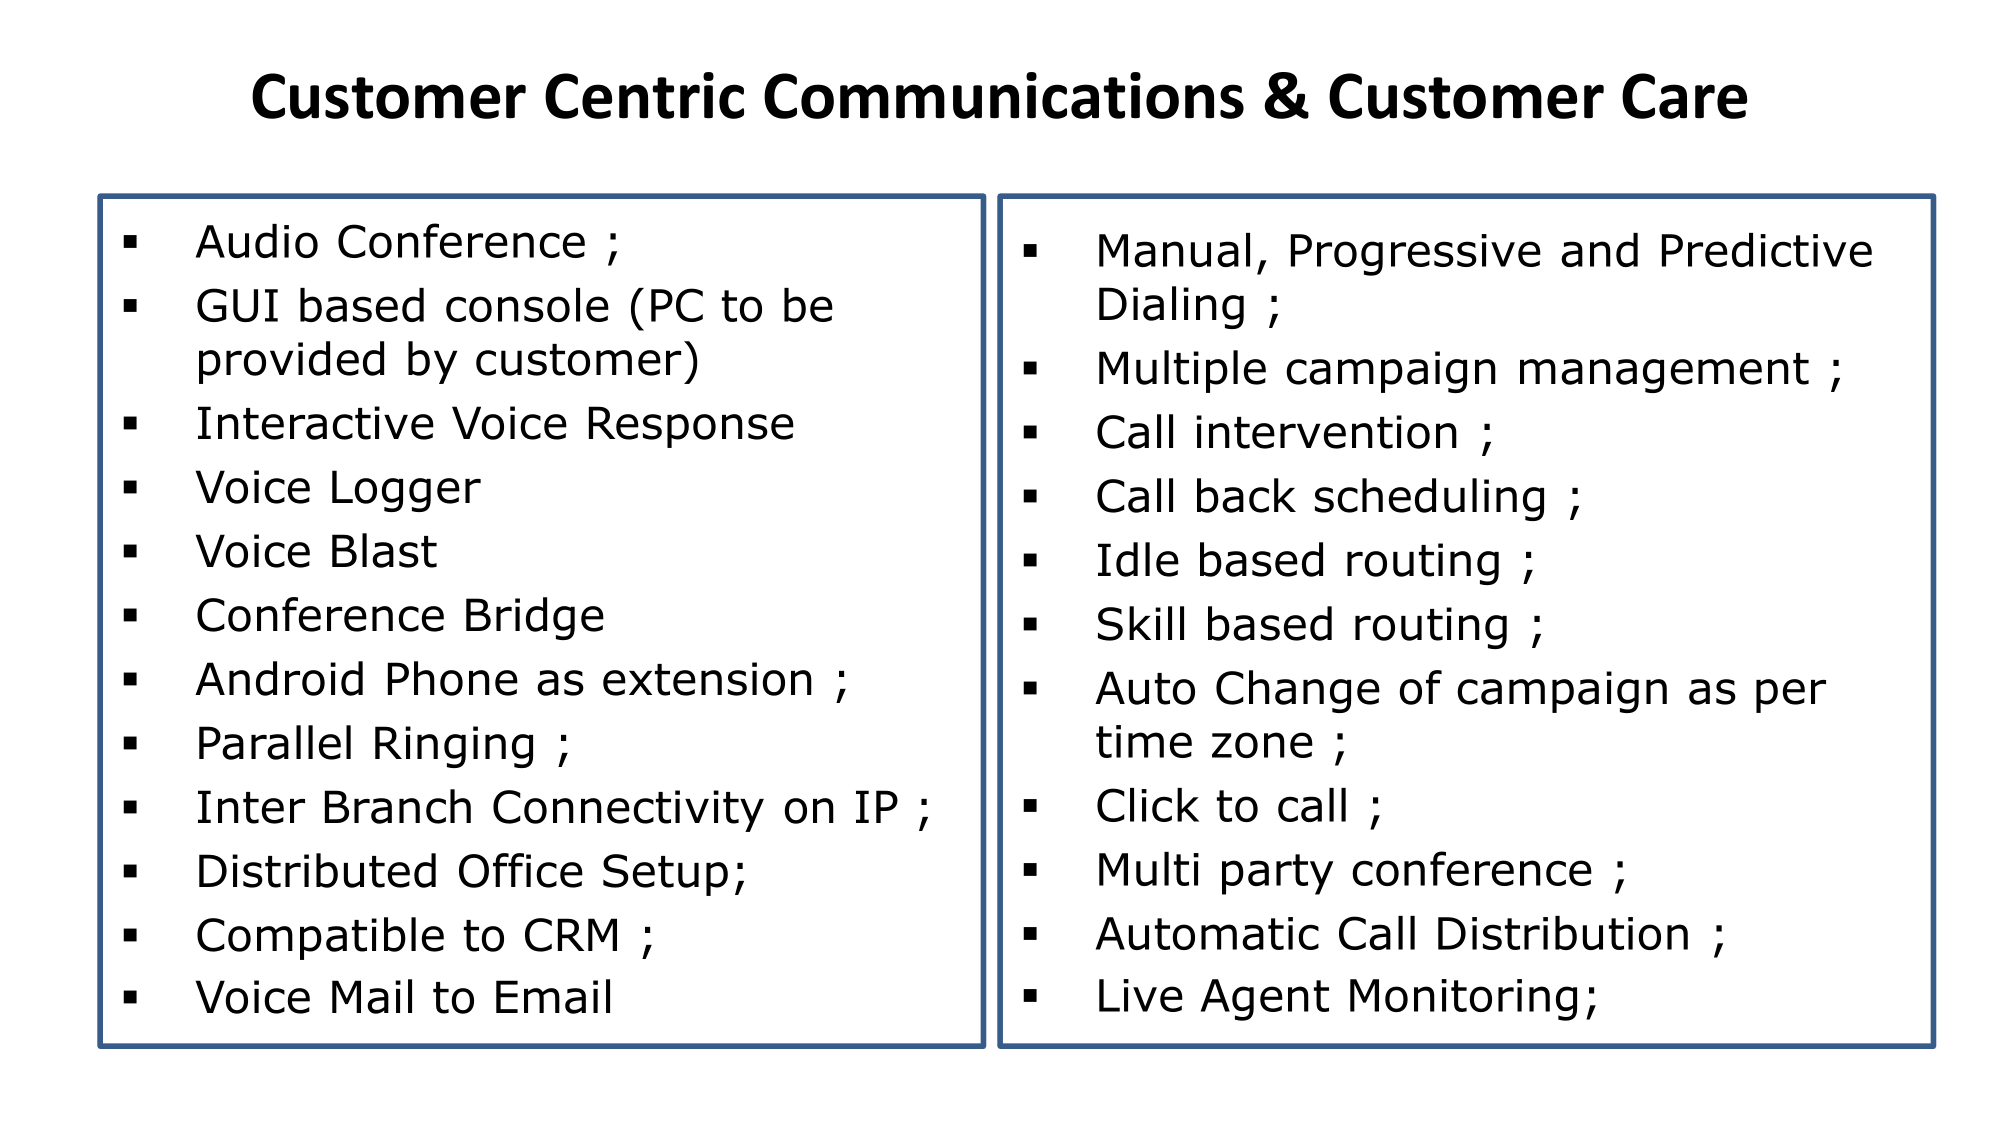 Customer Centric Communications & Customer Care
▪ Audio Conference ;
▪ GUI based console (PC to be
provided by customer)
▪ Interactive Voice Response
▪ Voice Logger
▪ Voice Blast
▪ Conference Bridge
▪ Android Phone as extension ;
▪ Parallel Ringing ;
▪ Inter Branch Connectivity on IP ;
▪ Distributed Office Setup;
▪ Compatible to CRM ;
▪ Voice Mail to Email
▪ Manual, Progressive and Predictive
Dialing ;
▪ Multiple campaign management ;
▪ Call intervention ;
▪ Call back scheduling ;
▪ Idle based routing ;
▪ Skill based routing ;
▪ Auto Change of campaign as per
time zone ;
▪ Click to call ;
▪ Multi party conference ;
▪ Automatic Call Distribution ;
▪ Live Agent Monitoring;